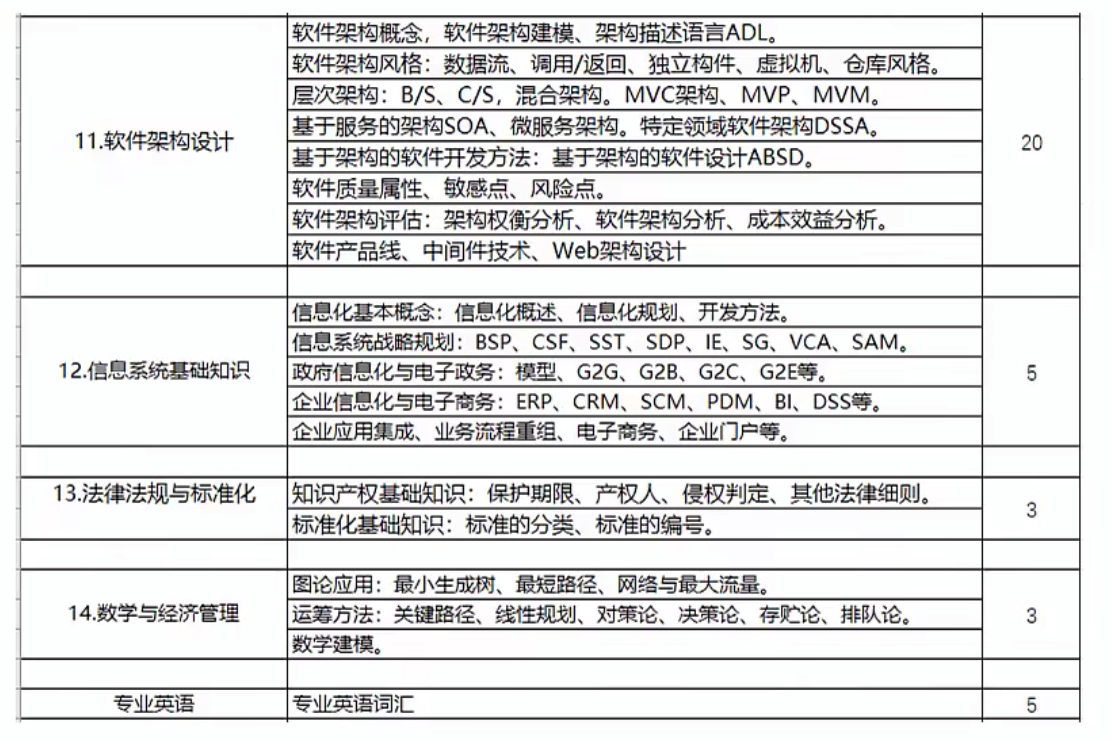 11.软件架构设计
软件架构概念，软件架构建模、架构描述语言ADL。
软件架构风格：数据流、调用/返回、独立构件、虚拟机、仓库风格。
层次架构：B/S、C/S，混合架构。MVC架构、MVP、MVM。
基于服务的架构SOA、微服务架构。特定领域软件架构DSSA。
基于架构的软件开发方法：基于架构的软件设计ABSD。
软件质量属性、敏感点、风险点。
软件架构评估：架构权衡分析、软件架构分析、成本效益分析。
软件产品线、中间件技术、Web架构设计
20
12.信息系统基础知识
信息化基本概念：信息化概述、信息化规划、开发方法。
信息系统战略规划：BSP、CSF、SST、SDP、IE、SG、VCA、SAM。
政府信息化与电子政务：模型、G2G、G2B、G2C、G2E等。
企业信息化与电子商务：ERP、CRM、SCM、PDM、BI、DSS等。
企业应用集成、业务流程重组、电子商务、企业门户等。
5
13.法律法规与标准化
知识产权基础知识：保护期限、产权人、侵权判定、其他法律细则。
标准化基础知识：标准的分类、标准的编号。
3
14.数学与经济管理
图论应用：最小生成树、最短路径、网络与最大流量。
运筹方法：关键路径、线性规划、对策论、决策论、存贮论、排队论。
数学建模。
3
专业英语
专业英语词汇
5